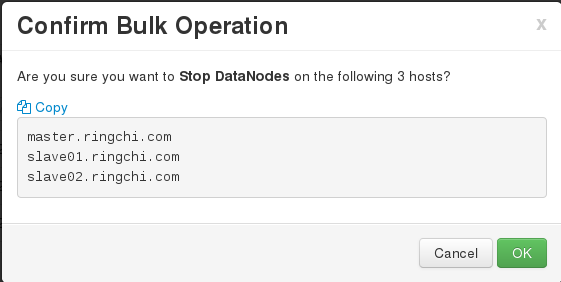 Confirm Bulk Operation
x
Are you sure you want to Stop DataNodes on the following 3 hosts?
Copy
master.ringchi.com
slave01.ringchi.com
slave02.ringchi.com
Cancel
OK